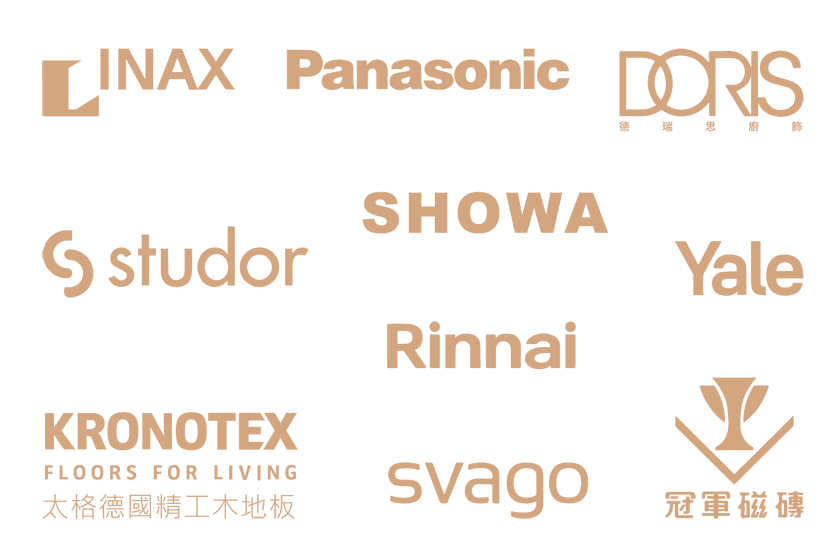 INAX
Panasonic
DORIS
德瑞思廚飾
SHOWA
studor
Yale
Rinnai
KRONOTEX
FLOORS FOR LIVING
太格德國精工木地板
svago
冠軍磁磚